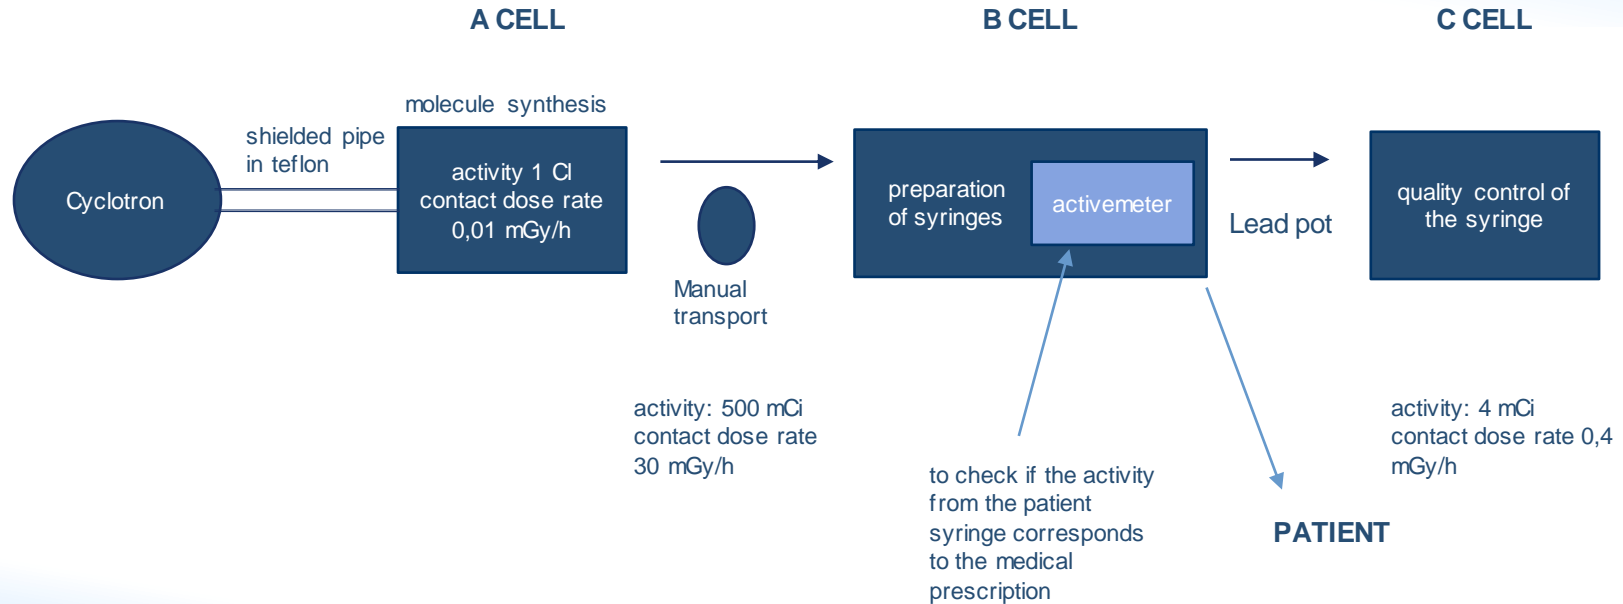 A CELL
B CELL
C CELL
molecule synthesis
shielded pipe
in teflon
Cyclotron
activity 1 CI
contact dose rate
0,01 mGy/h
Manual
transport
activity: 500 mCi
contact dose rate
30 mGy/h
preparation
of syringes
activemeter
Lead pot
quality control of
the syringe
to check if the activity
from the patient
syringe corresponds
to the medical
prescription
PATIENT
activity: 4 mCi
contact dose rate 0,4
mGy/h